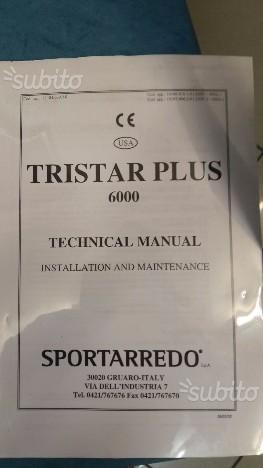 subito
CE
USA
TRISTAR PLUS
6000
TECHNICAL MANUAL
INSTALLATION AND MAINTENANCE
SPORTARREDO
30020 GRUARO-ITALY
VIA DELL'INDUSTRIA 7
Tel. 0421/767676 Fax 0421/767670
subito